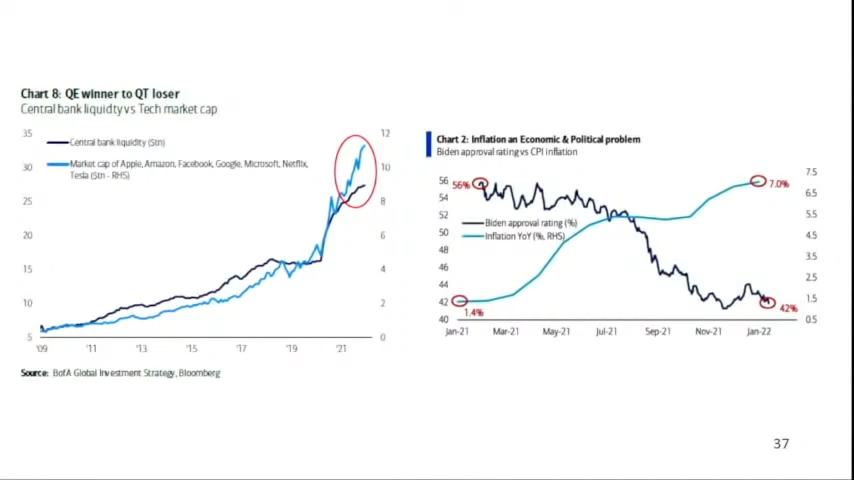 Chart 8: QE winner to QT loser
Central bank liquidty vs Tech market cap
35
30
25
20
15
10
5
12
10
8
6
4
2
0
Central bank liquidity ($tn)
Market cap of Apple, Amazon, Facebook, Google, Microsoft, Netflix,
Tesla ($tn - RHS)
'09
'11
'13
'15
'17
'19
'21
Source: BofA Global Investment Strategy, Bloomberg
Chart 2: Inflation an Economic & Political problem
Biden approval rating vs CPI inflation
56
54
52
50
48
46
44
42
40
7.5
6.5
5.5
4.5
3.5
2.5
1.5
0.5
56%
7.0%
Biden approval rating (%)
Inflation YoY (%, RHS)
1.4%
42%
Jan-21
Mar-21
May-21
Jul-21
Sep-21
Nov-21
Jan-22
37